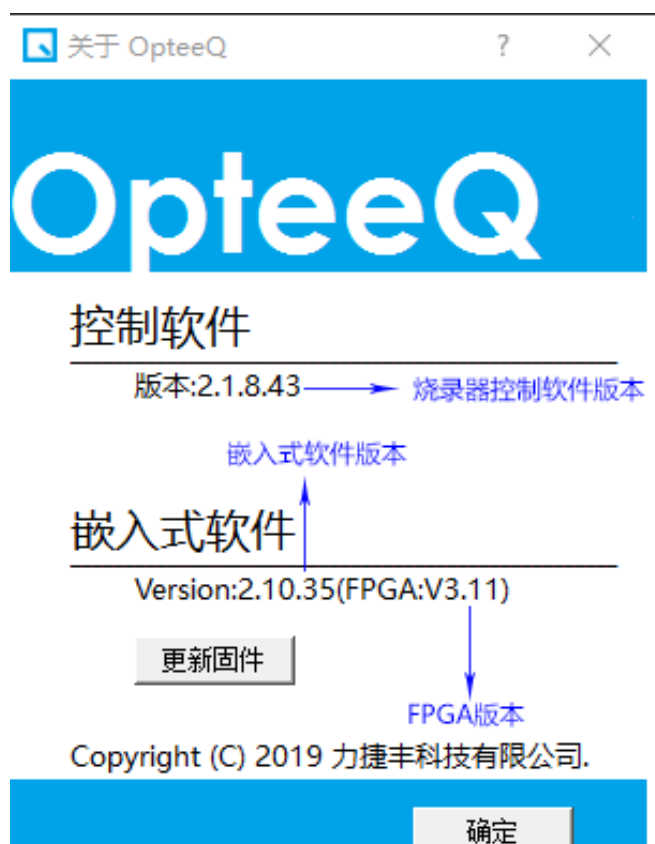 关于 OpteeQ
OpteeQ
控制软件
版本:2.1.8.43 烧录器控制软件版本
嵌入式软件版本
嵌入式软件
Version:2.10.35(FPGA:V3.11)
更新固件
FPGA版本
Copyright (C) 2019 力捷丰科技有限公司.
确定